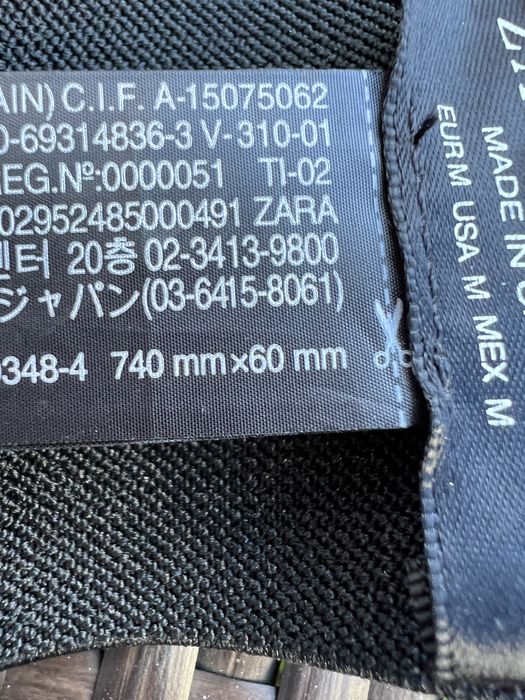 AIN) C.I.F. A-15075062
0-69314836-3 V-310-01
EG.Nº:0000051 TI-02
02952485000491 ZARA
센터 20층 02-3413-9800
ジャパン(03-6415-8061)
0348-4 740 mm×60 mm
MADE IN
EUR M USA M MEX M